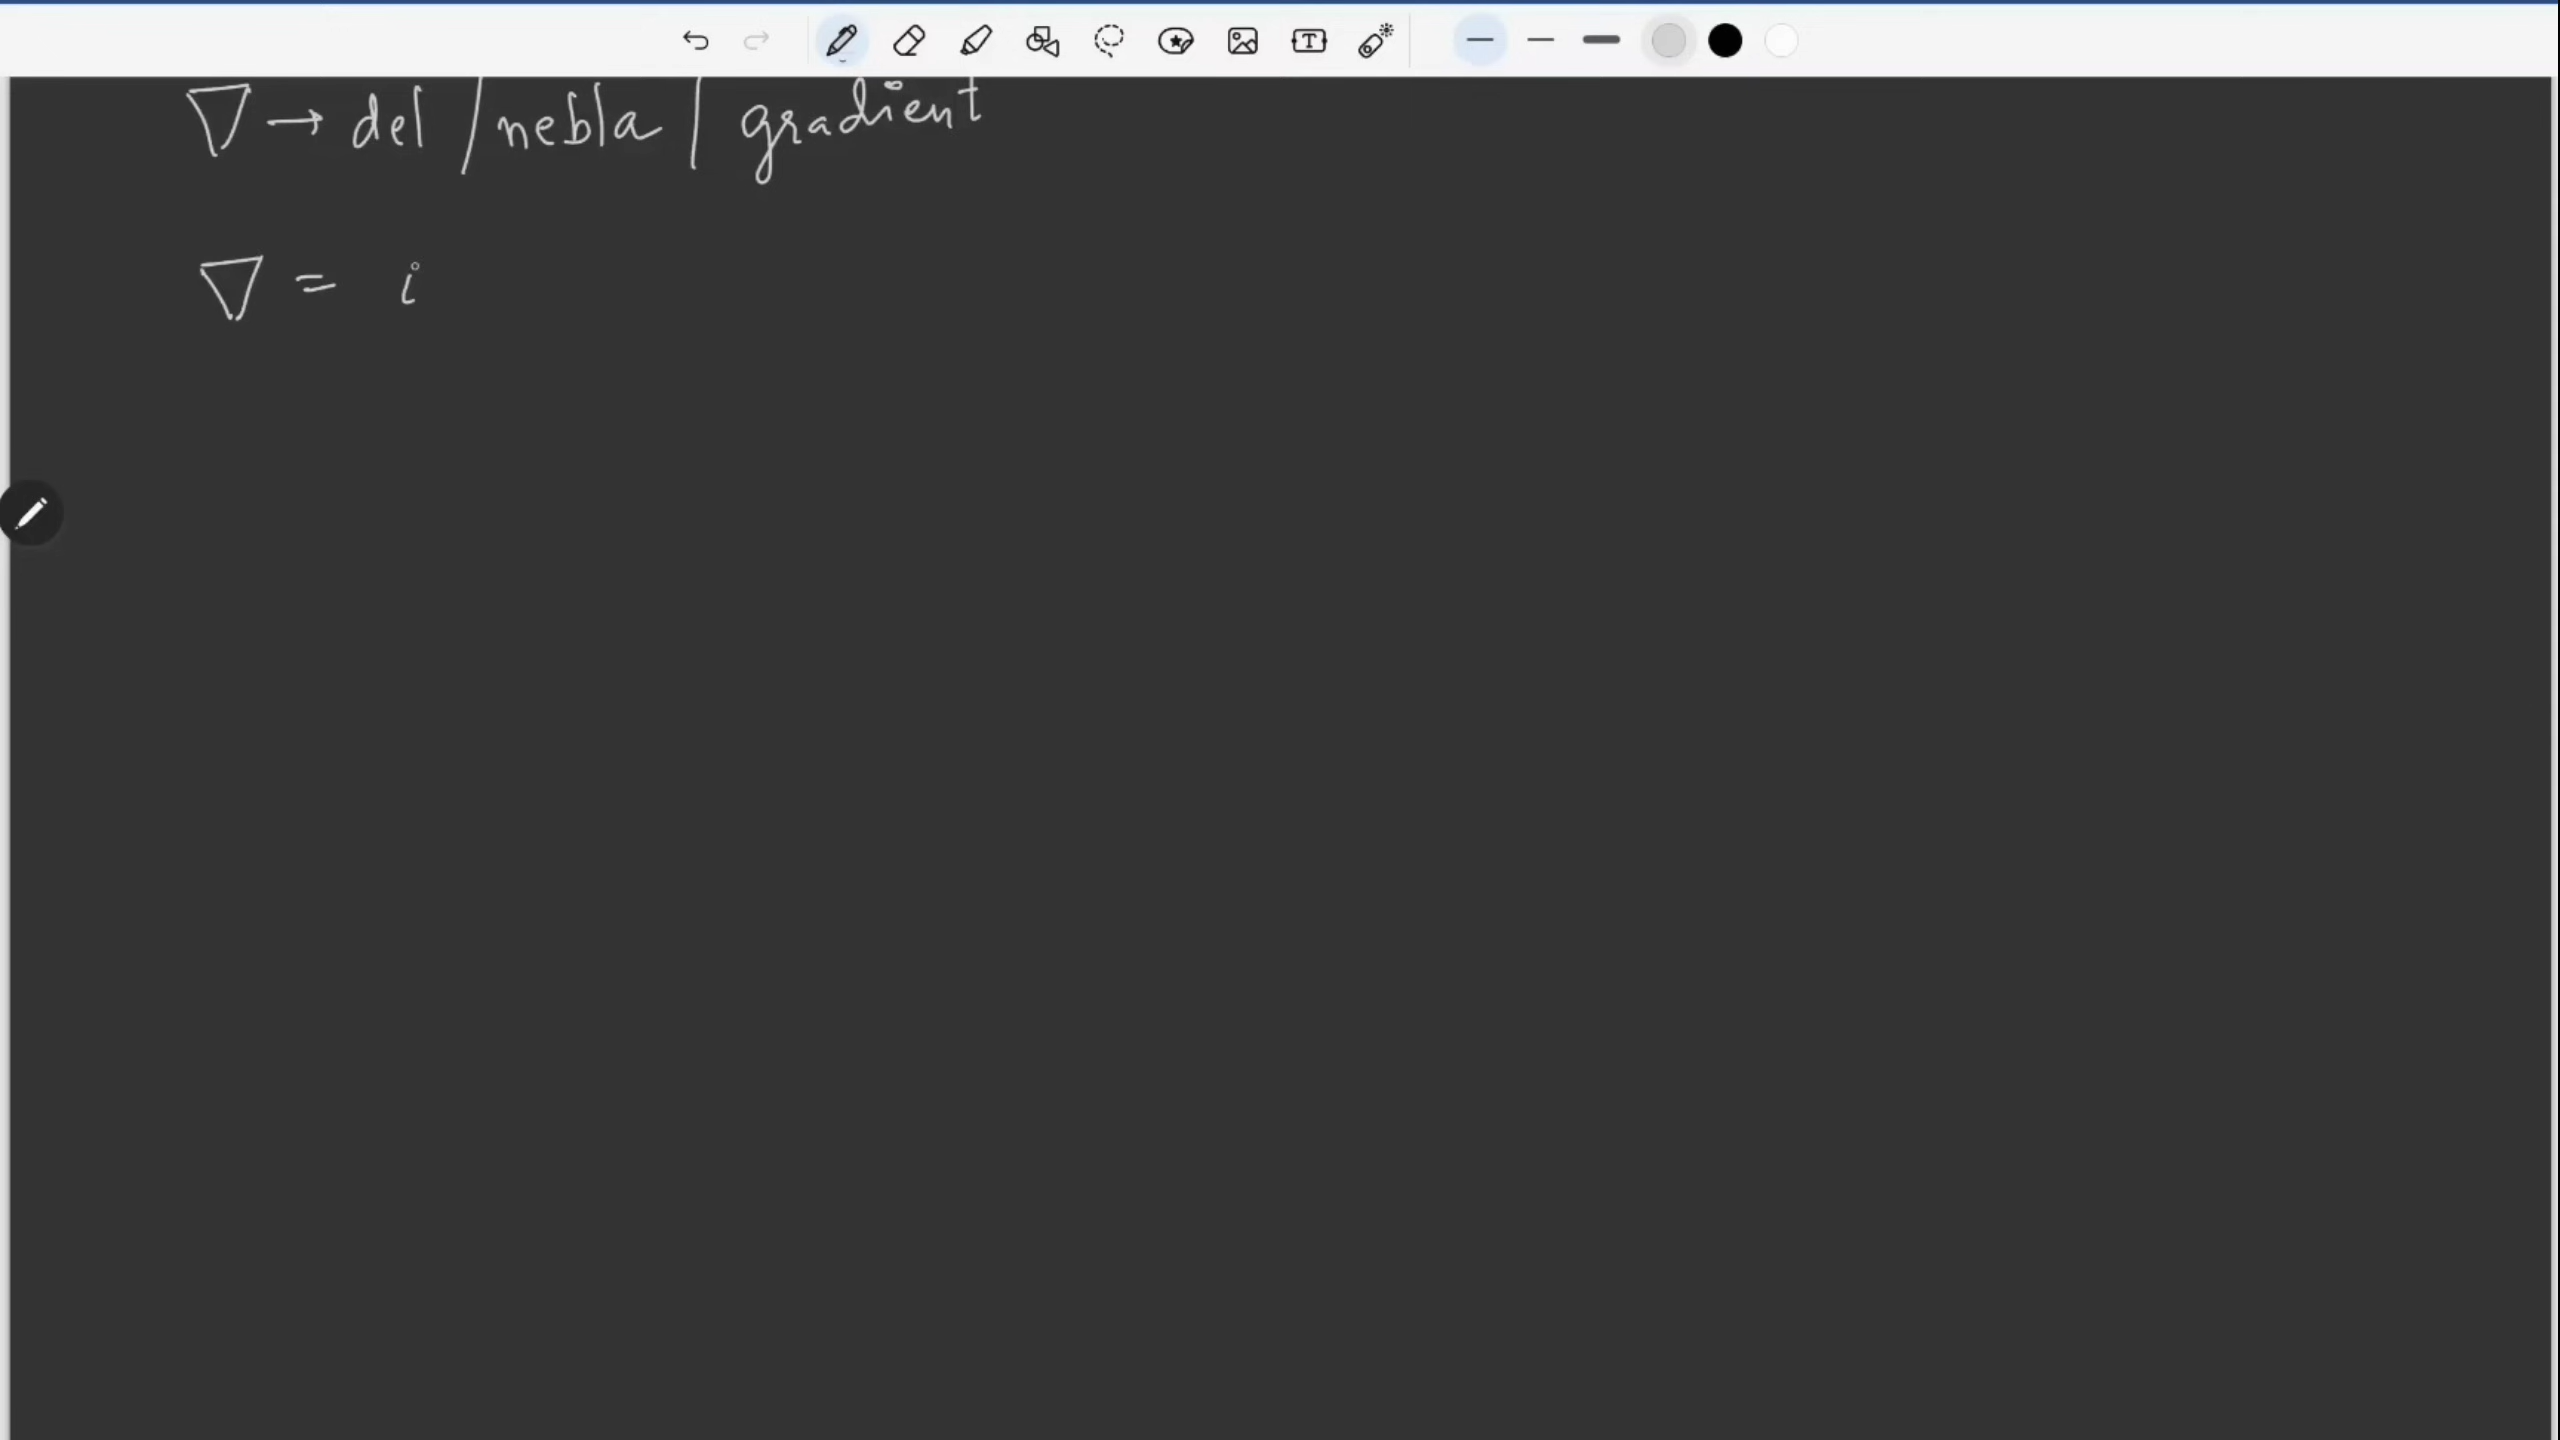 ∇ → del / nebla / gradient
∇ = i